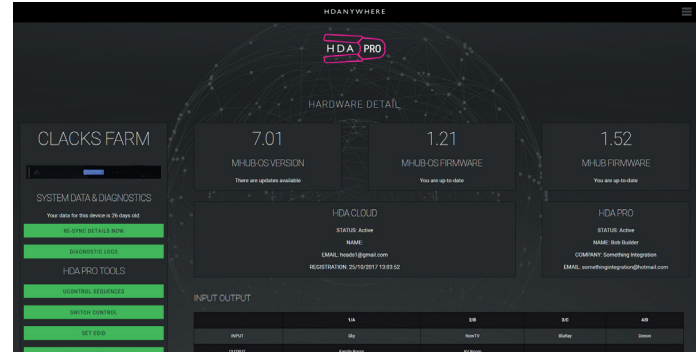 HDANYWHERE
HDA PRO
HARDWARE DETAIL
CLACKS FARM
SYSTEM DATA & DIAGNOSTICS
Your data for this device is 26 days old
RE-SYNC DETAILS NOW
DIAGNOSTIC LOGS
HDA PRO TOOLS
UCONTROL SEQUENCES
SWITCH CONTROL
SET EDID
7.01
MHUB-OS VERSION
There are updates available
1.21
MHUB-OS FIRMWARE
You are up-to-date
1.52
MHUB FIRMWARE
You are up-to-date
HDA CLOUD
STATUS: Active
NAME:
EMAIL: heads1@gmail.com
REGISTRATION: 25/10/2017 13:03:52
HDA PRO
STATUS: Active
NAME: Bob Builder
COMPANY: Something Integration
EMAIL: somethingintegration@hotmail.com
INPUT OUTPUT
1/A 2/B 3/C 4/D
INPUT Sky NowTV BluRay Denon
OUTPUT Family Room